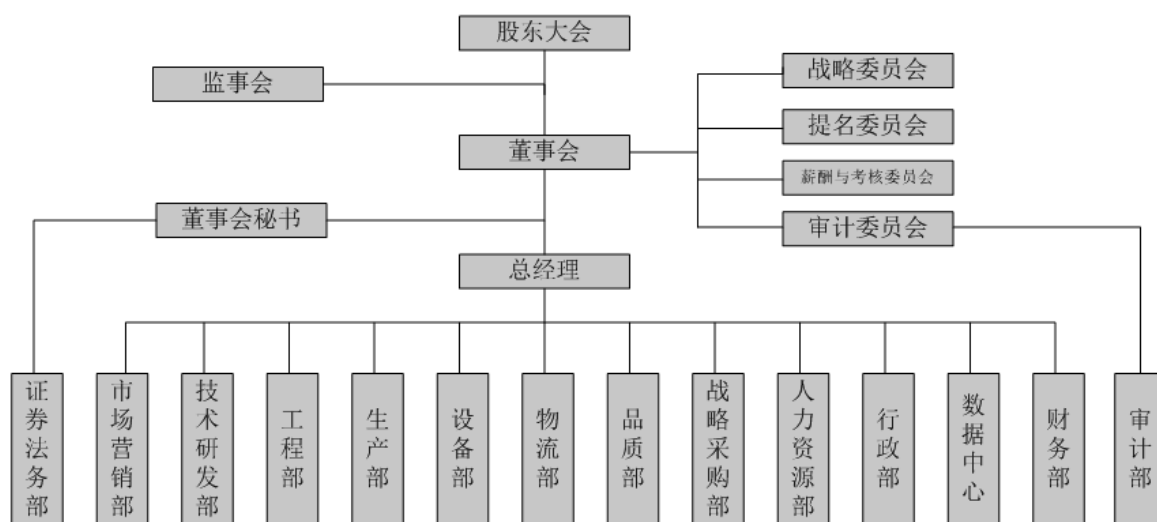 股东大会
监事会
战略委员会
提名委员会
董事会
薪酬与考核委员会
董事会秘书
审计委员会
总经理
证券法务部
市场营销部
技术研发部
工程部
生产部
设备部
物流部
品质部
战略采购部
人力资源部
行政部
数据中心
财务部
审计部